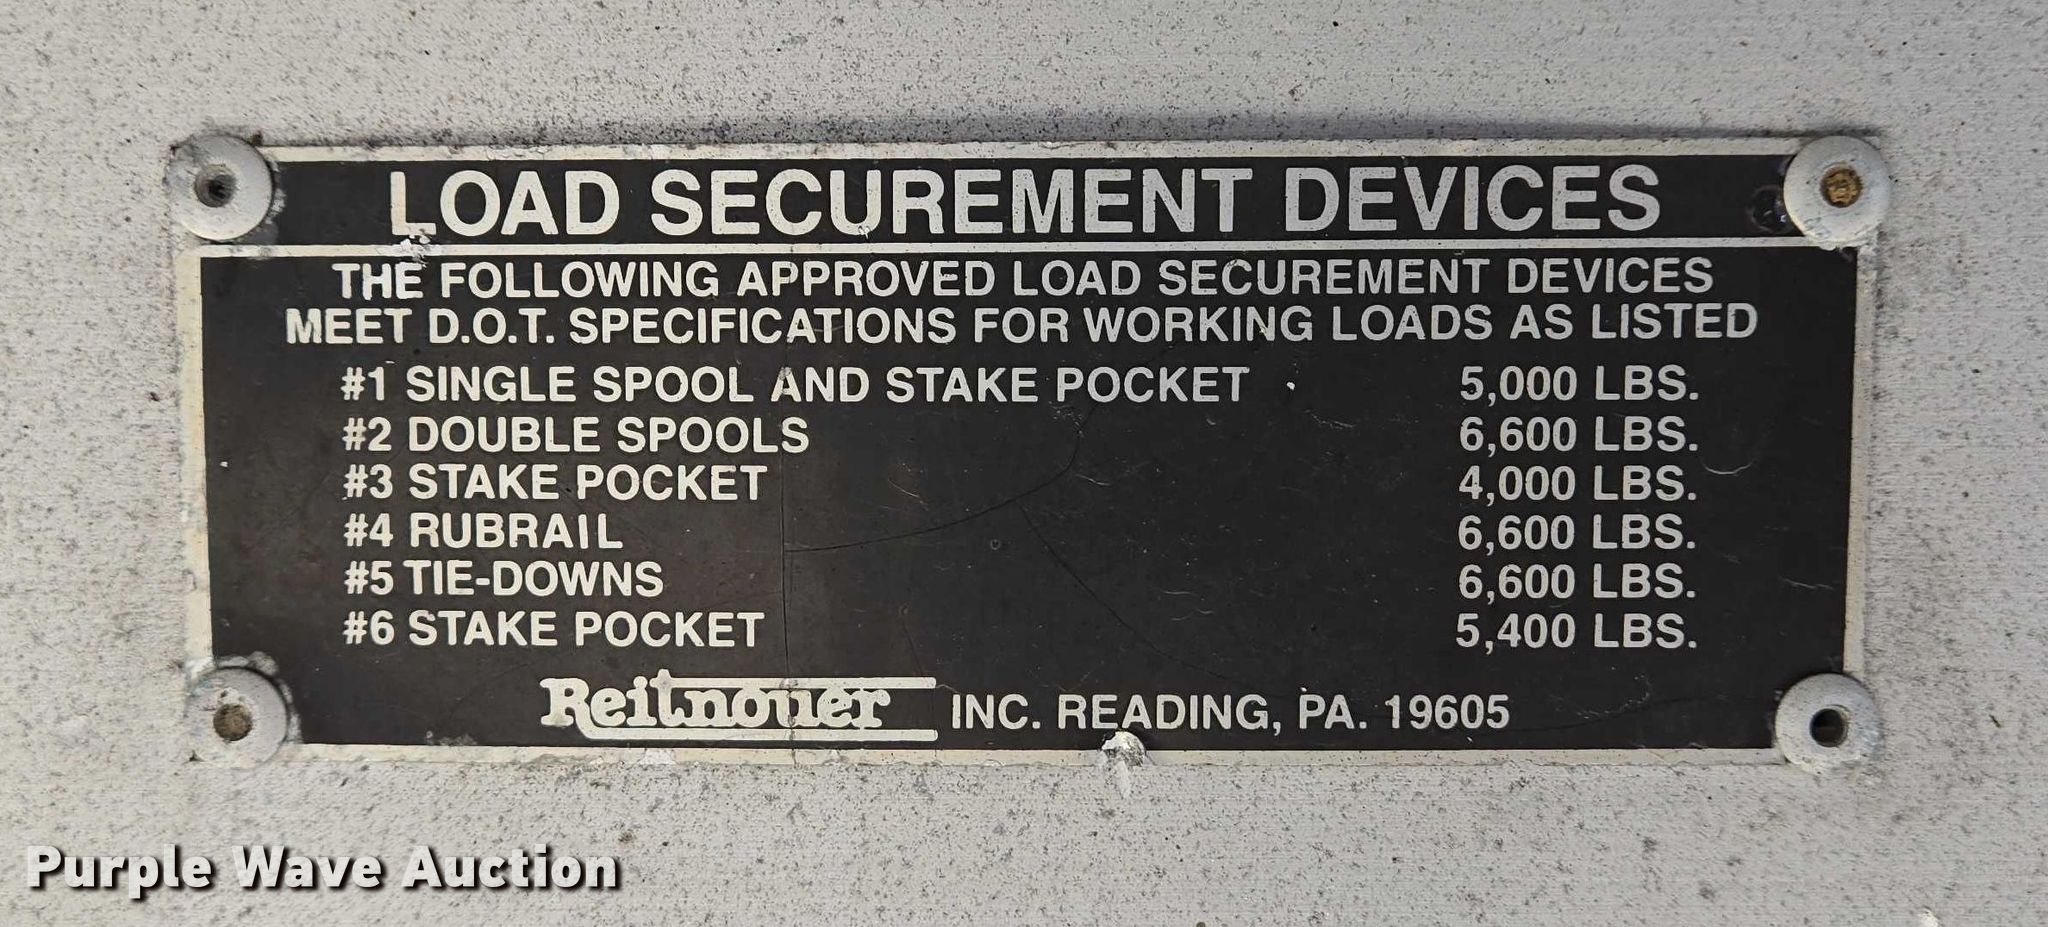 LOAD SECUREMENT DEVICES
THE FOLLOWING APPROVED LOAD SECUREMENT DEVICES
MEET D.O.T. SPECIFICATIONS FOR WORKING LOADS AS LISTED
#1 SINGLE SPOOL AND STAKE POCKET 5,000 LBS.
#2 DOUBLE SPOOLS 6,600 LBS.
#3 STAKE POCKET 4,000 LBS.
#4 RUBRAIL 6,600 LBS.
#5 TIE-DOWNS 6,600 LBS.
#6 STAKE POCKET 5,400 LBS.
Reitnouer INC. READING, PA. 19605
Purple Wave Auction